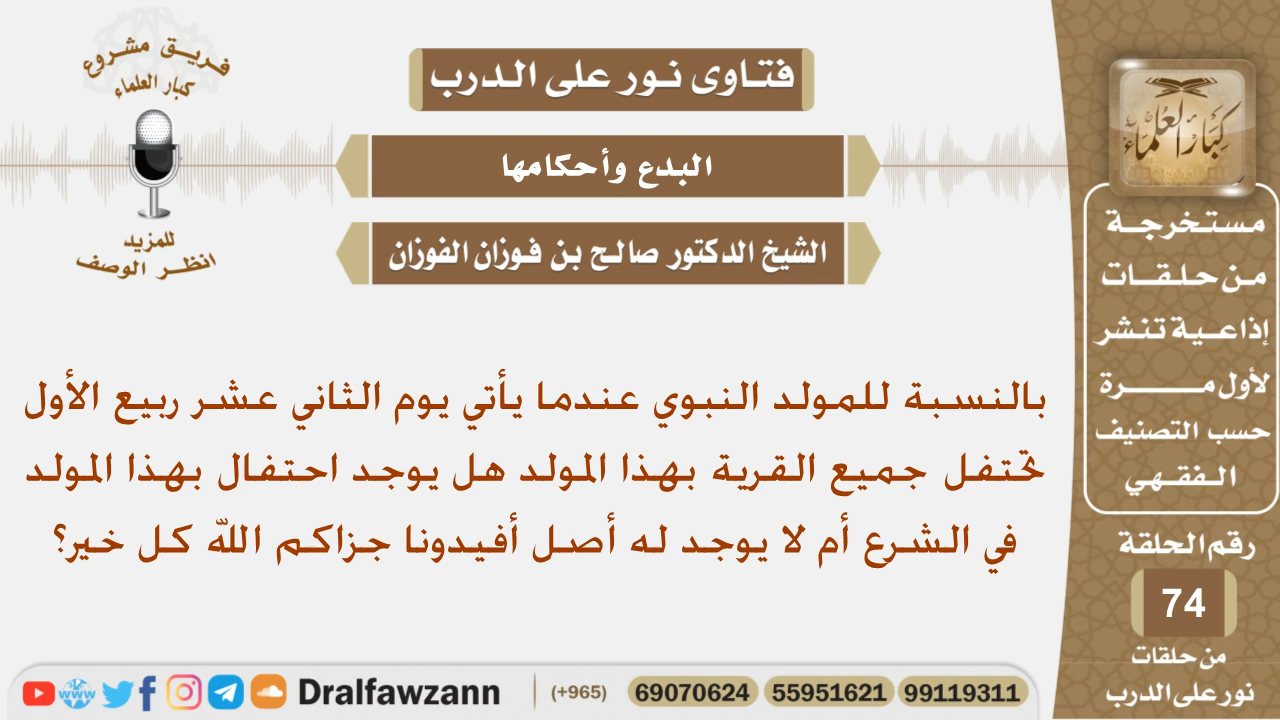 فريق مشروع
كبار العلماء
للمزيد
انظر الوصف
فتاوى نور على الدرب
البدع وأحكامها
الشيخ الدكتور صالح بن فوزان الفوزان
بالنسبة للمولد النبوي عندما يأتي يوم الثاني عشر ربيع الأول
تحتفل جميع القرية بهذا المولد هل يوجد احتفال بهذا المولد
في الشرع أم لا يوجد له أصل أفيدونا جزاكم الله كل خير؟
كبار العلماء
مستخرجة
من حلقات
إذاعية تنشر
لأول مرة
حسب التصنيف
الفقهي
رقم الحلقة
74
من حلقات
نور على الدرب
www Dralfawzann (+965) 69070624 55951621 99119311